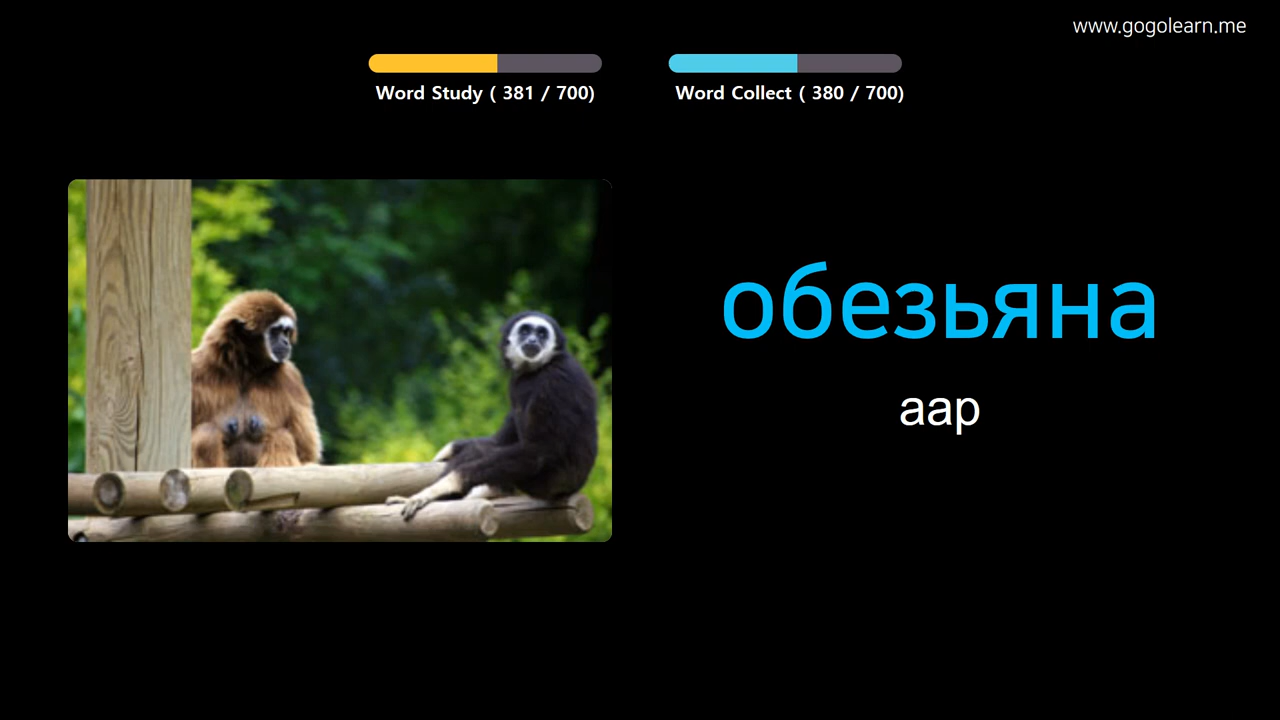 www.gogolearn.me
Word Study ( 381 / 700)
Word Collect ( 380 / 700)
обезьяна
aap